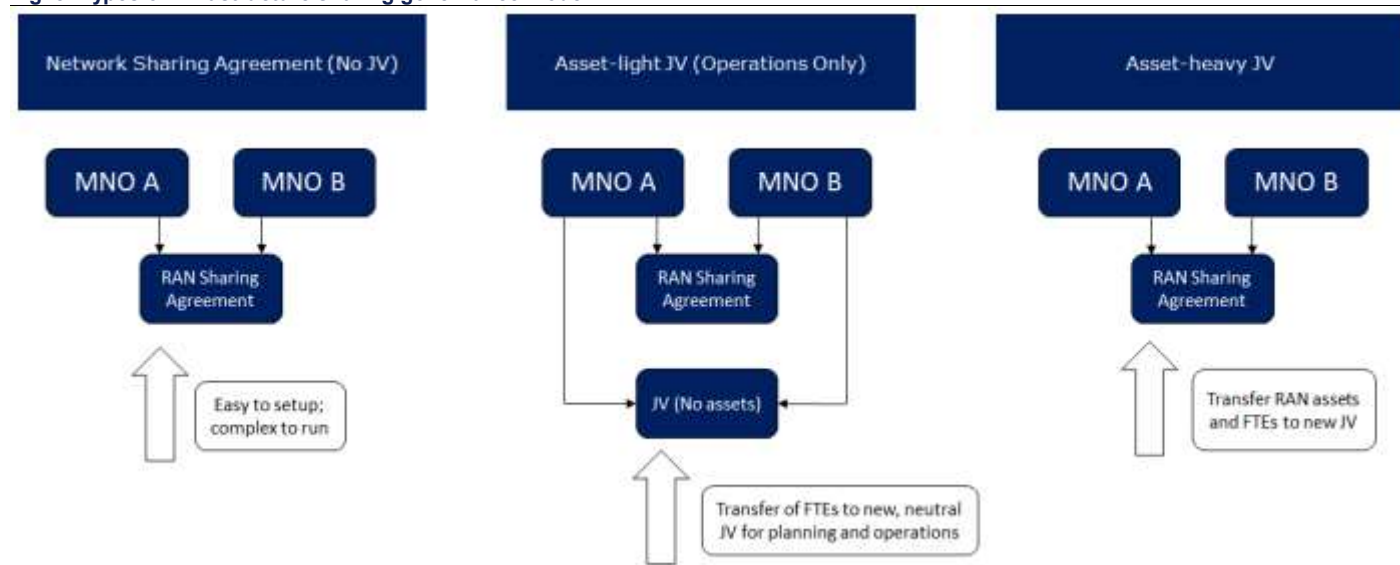 Network Sharing Agreement (No JV)
MNO A
MNO B
RAN Sharing
Agreement
Easy to setup;
complex to run
Asset-light JV (Operations Only)
MNO A
MNO B
RAN Sharing
Agreement
JV (No assets)
Transfer of FTEs to new, neutral
JV for planning and operations
Asset-heavy JV
MNO A
MNO B
RAN Sharing
Agreement
Transfer RAN assets
and FTEs to new JV